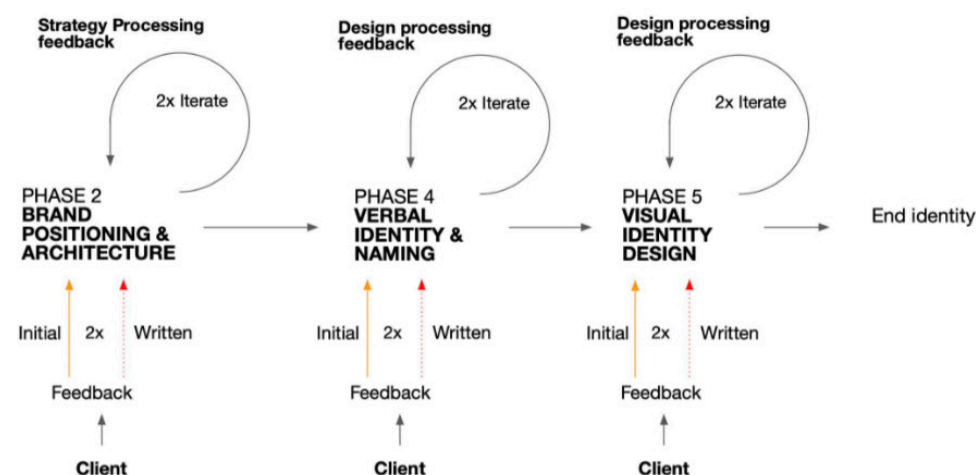 Strategy Processing
feedback
2x Iterate
PHASE 2
BRAND
POSITIONING &
ARCHITECTURE
Initial
2x
Written
Feedback
Client
Design processing
feedback
2x Iterate
PHASE 4
VERBAL
IDENTITY &
NAMING
Initial
2x
Written
Feedback
Client
Design processing
feedback
2x Iterate
PHASE 5
VISUAL
IDENTITY
DESIGN
Initial
2x
Written
Feedback
Client
End identity